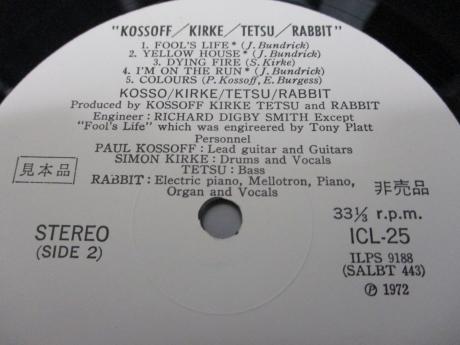 "KOSSOFF/KIRKE/TETSU/RABBIT"
1. FOOL'S LIFE* (J. Bundrick)
2. YELLOW HOUSE* (J. Bundrick)
3. DYING FIRE (S. Kirke)
4. I'M ON THE RUN* (J. Bundrick)
5. COLOURS (P. Kossoff, E. Burgess)
KOSSO/KIRKE/TETSU/RABBIT
Produced by KOSSOFF KIRKE TETSU and RABBIT
Engineer: RICHARD DIGBY SMITH Except
"Fool's Life" which was engireered by Tony Platt
Personnel
PAUL KOSSOFF: Lead guitar and Guitars
SIMON KIRKE: Drums and Vocals
TETSU: Bass
RABBIT: Electric piano, Mellotron, Piano,
Organ and Vocals
見本品
非売品
33⅓ r.p.m.
STEREO
(SIDE 2)
ICL-25
ILPS 9188
(SALBT 443)
Ⓟ 1972